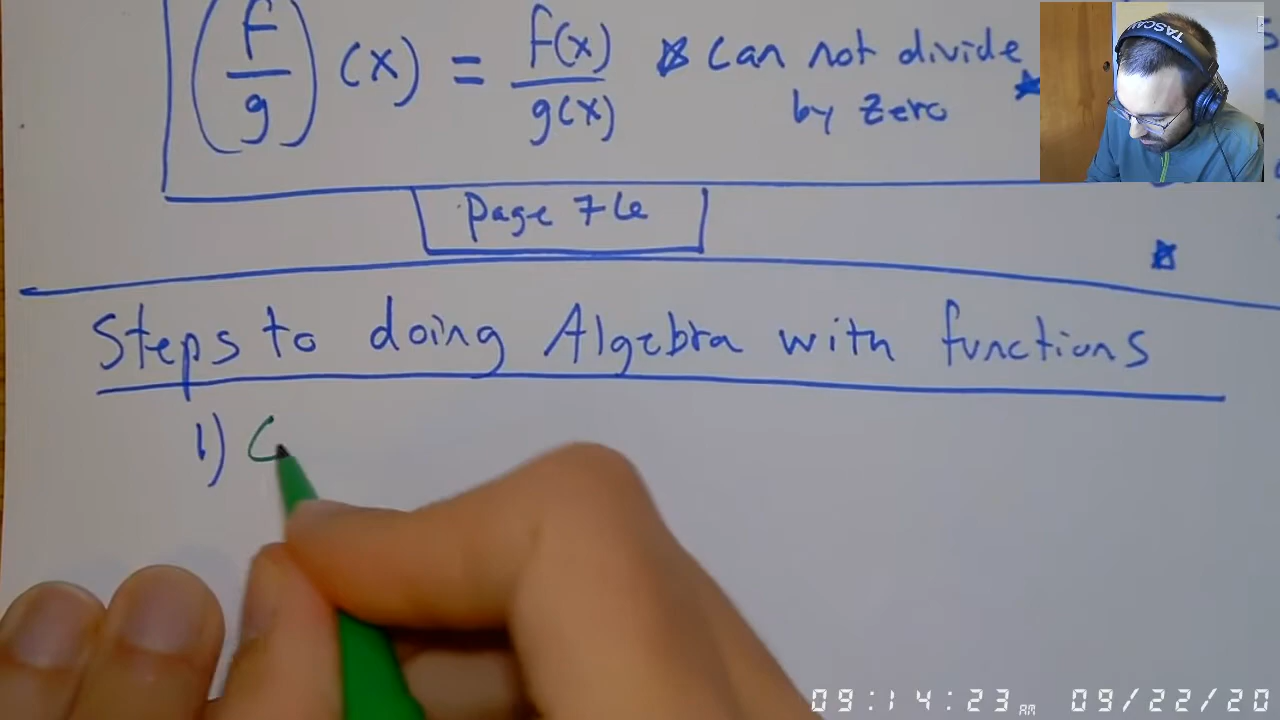 (f/g)(x) = f(x)/g(x) * can not divide
by zero
Page 76
Steps to doing Algebra with functions
1) C
TASCAM
09:14:23 AM 09/22/20